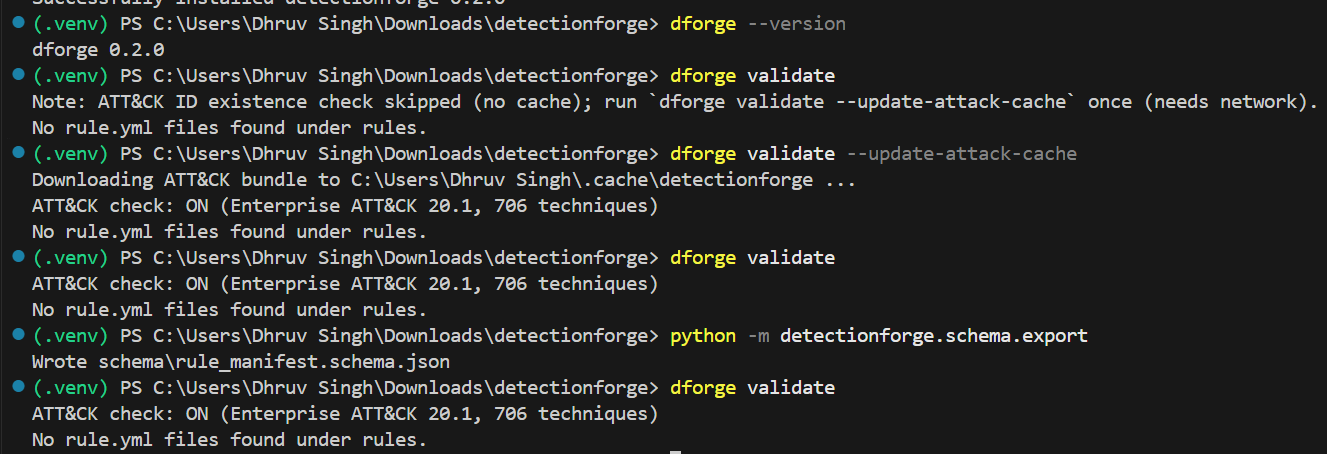 Successfully installed detectionforge 0.2.0
(.venv) PS C:\Users\Dhruv Singh\Downloads\detectionforge> dforge --version
dforge 0.2.0
(.venv) PS C:\Users\Dhruv Singh\Downloads\detectionforge> dforge validate
Note: ATT&CK ID existence check skipped (no cache); run `dforge validate --update-attack-cache` once (needs network).
No rule.yml files found under rules.
(.venv) PS C:\Users\Dhruv Singh\Downloads\detectionforge> dforge validate --update-attack-cache
Downloading ATT&CK bundle to C:\Users\Dhruv Singh\.cache\detectionforge ...
ATT&CK check: ON (Enterprise ATT&CK 20.1, 706 techniques)
No rule.yml files found under rules.
(.venv) PS C:\Users\Dhruv Singh\Downloads\detectionforge> dforge validate
ATT&CK check: ON (Enterprise ATT&CK 20.1, 706 techniques)
No rule.yml files found under rules.
(.venv) PS C:\Users\Dhruv Singh\Downloads\detectionforge> python -m detectionforge.schema.export
Wrote schema\rule_manifest.schema.json
(.venv) PS C:\Users\Dhruv Singh\Downloads\detectionforge> dforge validate
ATT&CK check: ON (Enterprise ATT&CK 20.1, 706 techniques)
No rule.yml files found under rules.